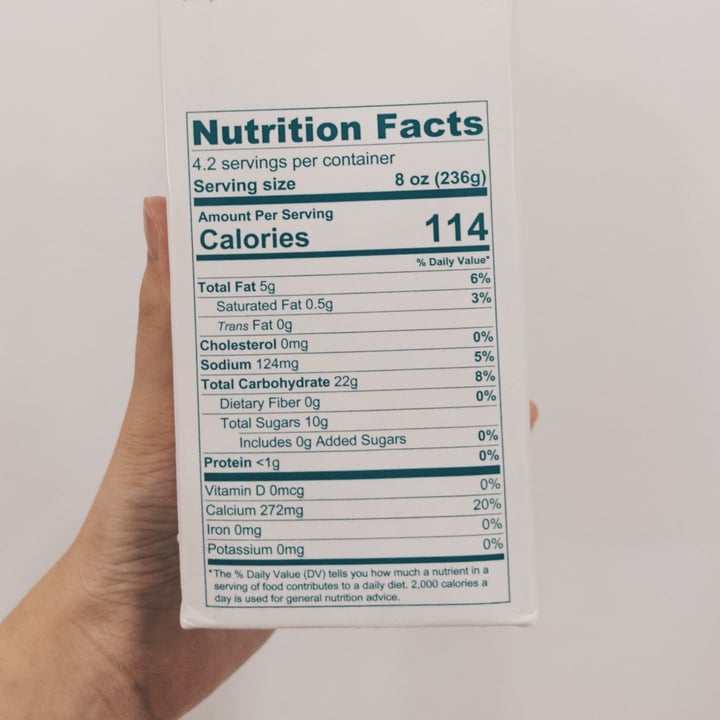 Nutrition Facts
4.2 servings per container
Serving size 8 oz (236g)
Amount Per Serving
Calories 114
% Daily Value*
Total Fat 5g 6%
Saturated Fat 0.5g 3%
Trans Fat 0g
Cholesterol 0mg 0%
Sodium 124mg 5%
Total Carbohydrate 22g 8%
Dietary Fiber 0g 0%
Total Sugars 10g
Includes 0g Added Sugars 0%
Protein <1g 0%
Vitamin D 0mcg 0%
Calcium 272mg 20%
Iron 0mg 0%
Potassium 0mg 0%
*The % Daily Value (DV) tells you how much a nutrient in a
serving of food contributes to a daily diet. 2,000 calories a
day is used for general nutrition advice.